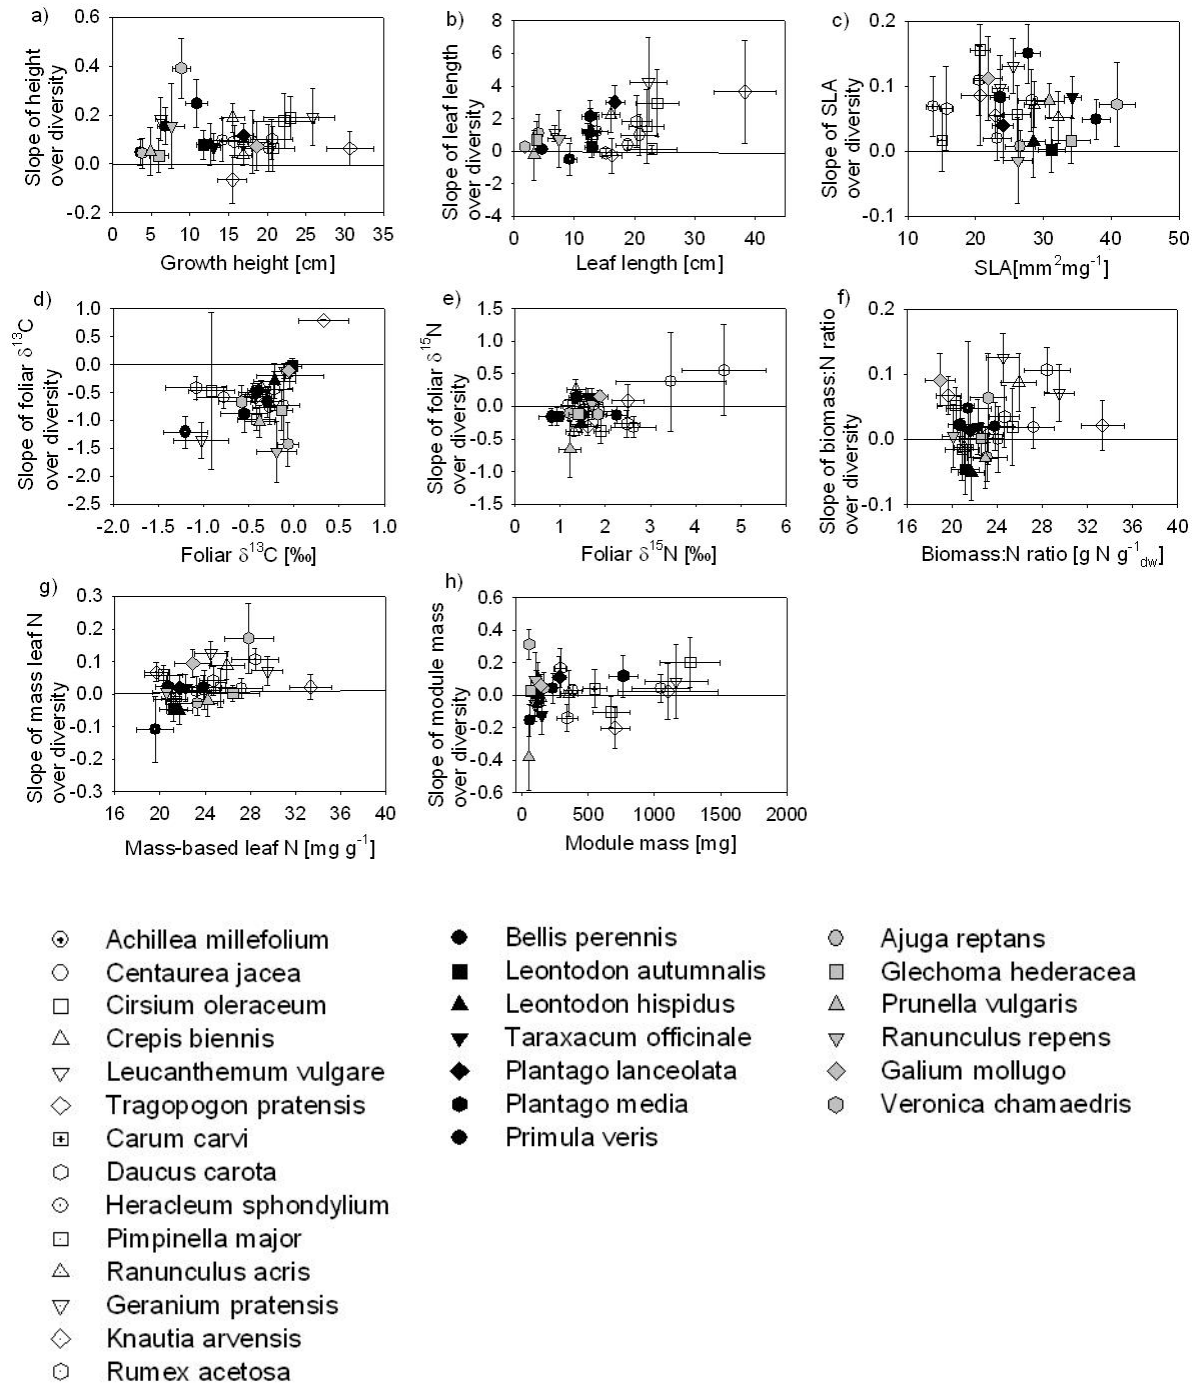 a)
Slope of height
over diversity
0.6
0.4
0.2
0.0
-0.2
0 5 10 15 20 25 30 35
Growth height [cm]
b)
Slope of leaf length
over diversity
8
6
4
2
0
-2
-4
0 10 20 30 40
Leaf length [cm]
c)
Slope of SLA
over diversity
0.2
0.1
0.0
-0.1
10 20 30 40 50
SLA[mm²mg⁻¹]
d)
Slope of foliar δ¹³C
over diversity
1.0
0.5
0.0
-0.5
-1.0
-1.5
-2.0
-2.5
-2.0 -1.5 -1.0 -0.5 0.0 0.5 1.0
Foliar δ¹³C [‰]
e)
Slope of foliar δ¹⁵N
over diversity
1.5
1.0
0.5
0.0
-0.5
-1.0
-1.5
0 1 2 3 4 5 6
Foliar δ¹⁵N [‰]
f)
Slope of biomass:N ratio
over diversity
0.2
0.1
0.0
-0.1
16 20 24 28 32 36 40
Biomass:N ratio [g N g⁻¹dw]
g)
Slope of mass leaf N
over diversity
0.3
0.2
0.1
0.0
-0.1
-0.2
-0.3
16 20 24 28 32 36 40
Mass-based leaf N [mg g⁻¹]
h)
Slope of module mass
over diversity
0.6
0.4
0.2
0.0
-0.2
-0.4
-0.6
0 500 1000 1500 2000
Module mass [mg]
Achillea millefolium
Centaurea jacea
Cirsium oleraceum
Crepis biennis
Leucanthemum vulgare
Tragopogon pratensis
Carum carvi
Daucus carota
Heracleum sphondylium
Pimpinella major
Ranunculus acris
Geranium pratensis
Knautia arvensis
Rumex acetosa
Bellis perennis
Leontodon autumnalis
Leontodon hispidus
Taraxacum officinale
Plantago lanceolata
Plantago media
Primula veris
Ajuga reptans
Glechoma hederacea
Prunella vulgaris
Ranunculus repens
Galium mollugo
Veronica chamaedris